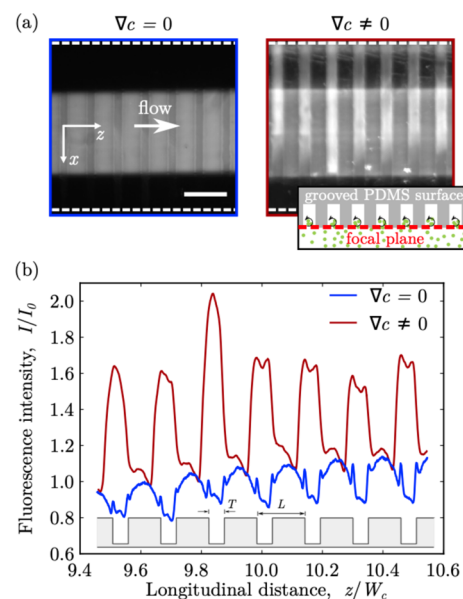 (a)
∇c = 0
∇c ≠ 0
flow
z
x
grooved PDMS surface
focal plane
(b)
Fluorescence intensity, I/I₀
2.0
1.8
1.6
1.4
1.2
1.0
0.8
0.6
∇c = 0
∇c ≠ 0
T
L
9.4
9.6
9.8
10.0
10.2
10.4
10.6
Longitudinal distance, z/W_c